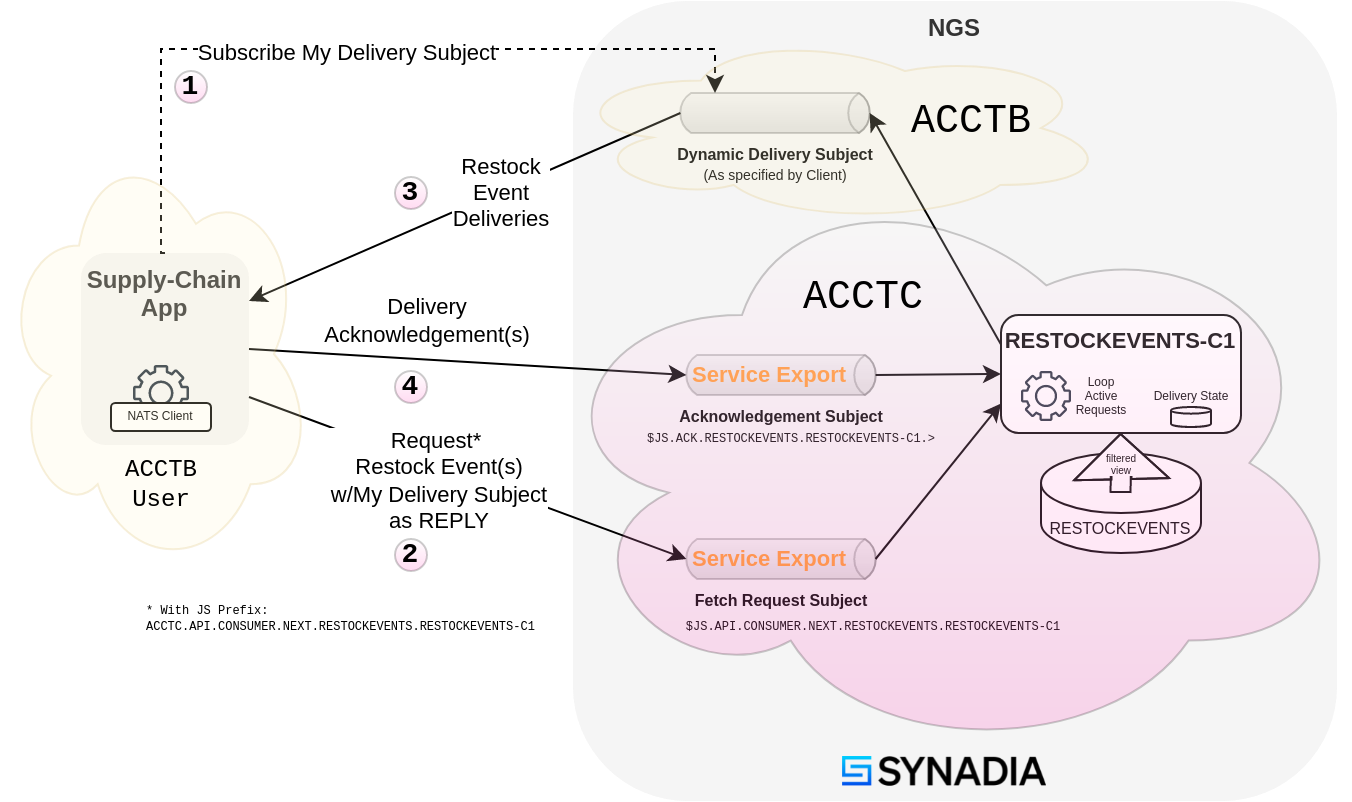 NGS
Subscribe My Delivery Subject
1
ACCTB
Dynamic Delivery Subject
(As specified by Client)
Restock
Event
Deliveries
3
Supply-Chain
App
NATS Client
ACCTB
User
Delivery
Acknowledgement(s)
4
ACCTC
Service Export
Acknowledgement Subject
$JS.ACK.RESTOCKEVENTS.RESTOCKEVENTS-C1.>
RESTOCKEVENTS-C1
Loop
Active
Requests
Delivery State
filtered
view
RESTOCKEVENTS
Request*
Restock Event(s)
w/My Delivery Subject
as REPLY
2
Service Export
Fetch Request Subject
$JS.API.CONSUMER.NEXT.RESTOCKEVENTS.RESTOCKEVENTS-C1
* With JS Prefix:
ACCTC.API.CONSUMER.NEXT.RESTOCKEVENTS.RESTOCKEVENTS-C1
SYNADIA